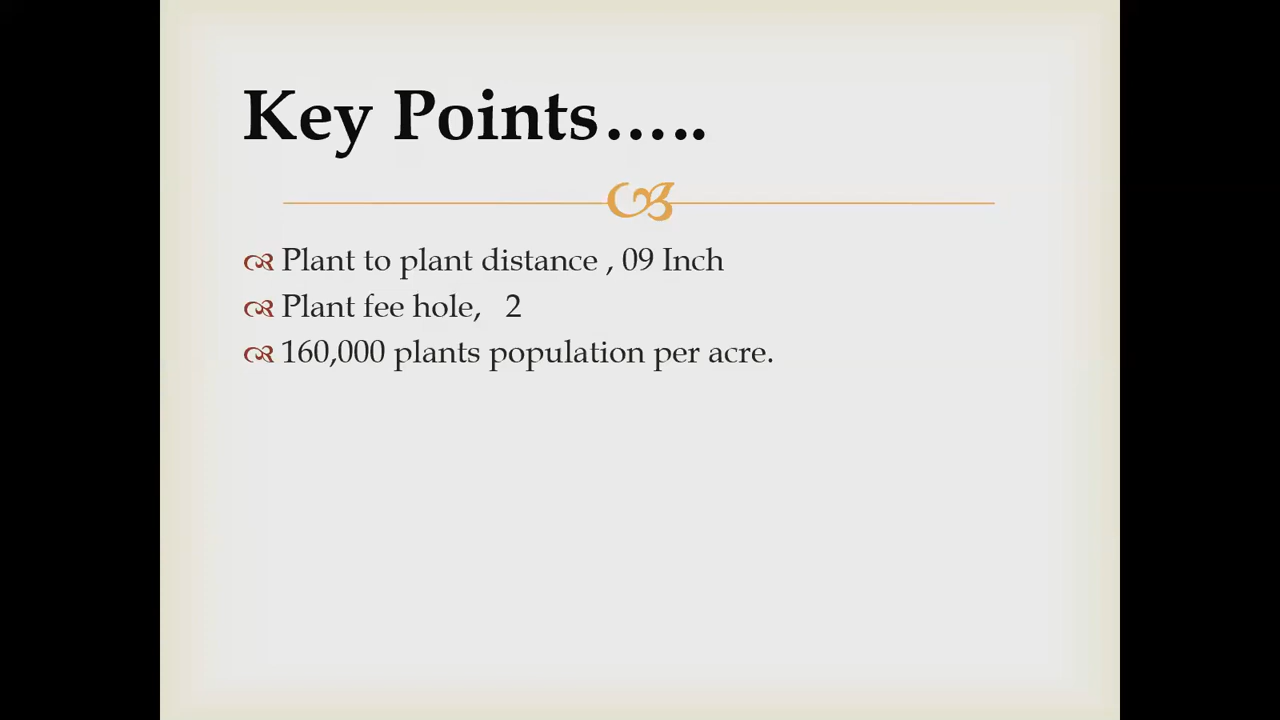 Key Points…..
Plant to plant distance , 09 Inch
Plant fee hole,   2
160,000 plants population per acre.